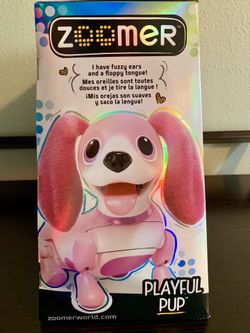 ZOOMER
I have fuzzy ears
and a floppy tongue!
Mes oreilles sont toutes
douces et je tire la langue!
¡Mis orejas son suaves
y saco la lengua!
PLAYFUL
PUP™
zoomerworld.com